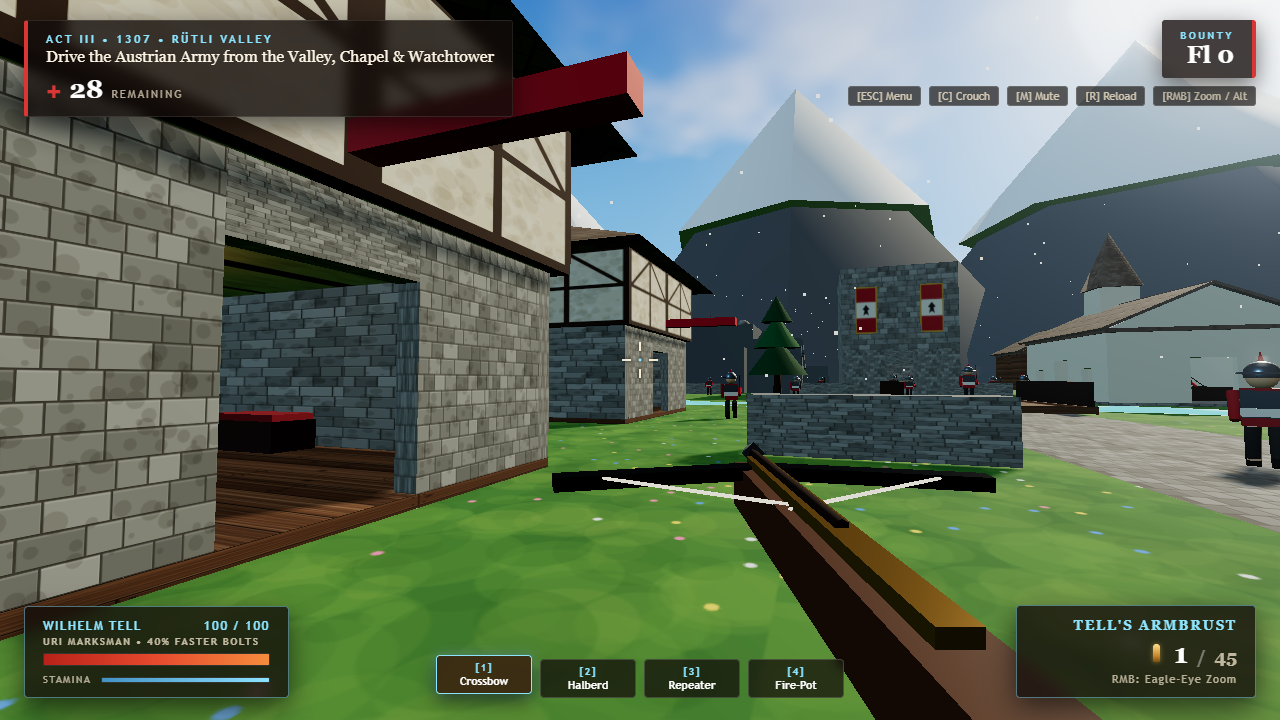 ACT III • 1307 • RÜTLI VALLEY
Drive the Austrian Army from the Valley, Chapel & Watchtower
28 REMAINING
BOUNTY
Fl 0
[ESC] Menu
[C] Crouch
[M] Mute
[R] Reload
[RMB] Zoom / Alt
WILHELM TELL 100 / 100
URI MARKSMAN • 40% FASTER BOLTS
STAMINA
[1]
Crossbow
[2]
Halberd
[3]
Repeater
[4]
Fire-Pot
TELL'S ARMBRUST
1 / 45
RMB: Eagle-Eye Zoom